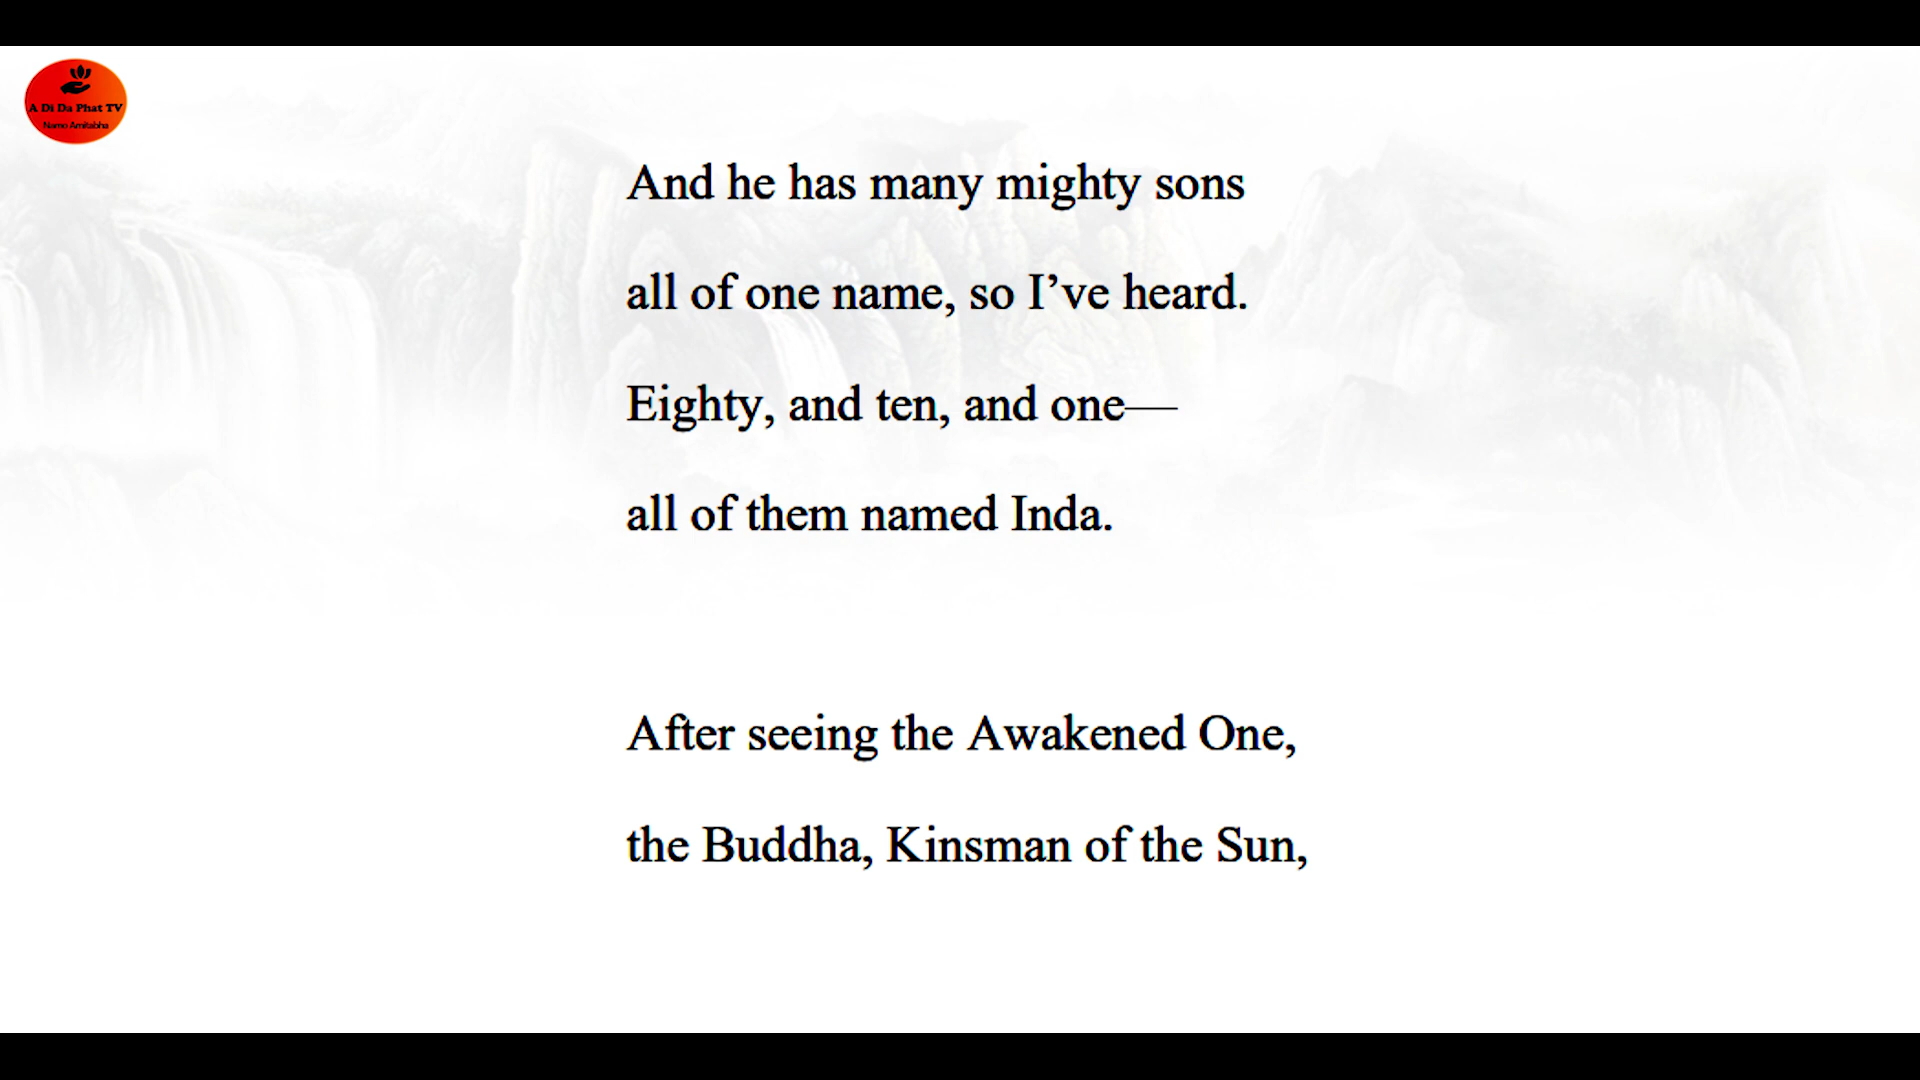 A Di Da Phat TV
Namo Amitabha
And he has many mighty sons
all of one name, so I’ve heard.
Eighty, and ten, and one—
all of them named Inda.
After seeing the Awakened One,
the Buddha, Kinsman of the Sun,